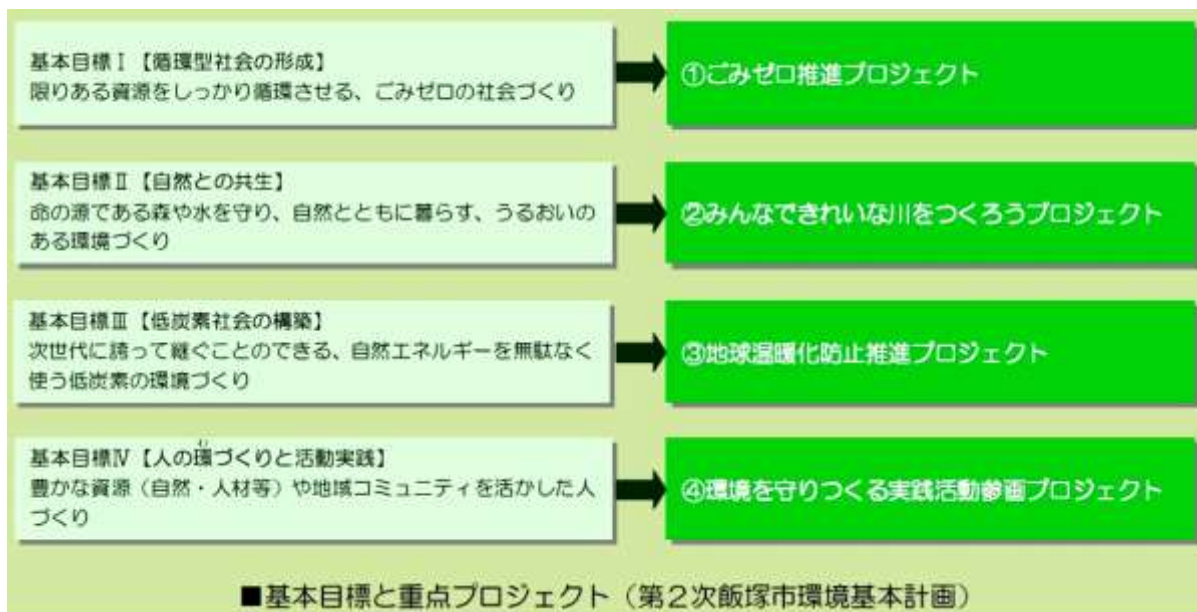 基本目標Ⅰ【循環型社会の形成】
限りある資源をしっかり循環させる、ごみゼロの社会づくり
①ごみゼロ推進プロジェクト
基本目標Ⅱ【自然との共生】
命の源である森や水を守り、自然とともに暮らす、うるおいの
ある環境づくり
②みんなできれいな川をつくろうプロジェクト
基本目標Ⅲ【低炭素社会の構築】
次世代に誇って継ぐことのできる、自然エネルギーを無駄なく
使う低炭素の環境づくり
③地球温暖化防止推進プロジェクト
わ
基本目標Ⅳ【人の環づくりと活動実践】
豊かな資源（自然・人材等）や地域コミュニティを活かした人
づくり
④環境を守りつくる実践活動参画プロジェクト
■基本目標と重点プロジェクト（第２次飯塚市環境基本計画）